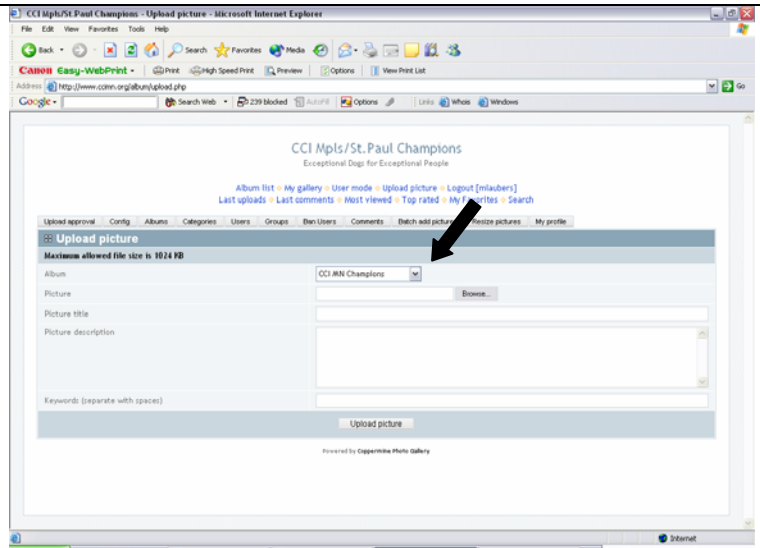 CCI Mpls/St.Paul Champions - Upload picture - Microsoft Internet Explorer
File Edit View Favorites Tools Help
Back Search Favorites Media
Canon Easy-WebPrint Print High Speed Print Preview Options View Print List
Address http://www.ccimn.org/album/upload.php Go
Google Search Web 239 blocked AutoFill Options Links Whois Windows
CCI Mpls/St.Paul Champions
Exceptional Dogs for Exceptional People
Album list My gallery User mode Upload picture Logout [mlaubers]
Last uploads Last comments Most viewed Top rated My Favorites Search
Upload approval Config Albums Categories Users Groups Ban Users Comments Batch add pictures Resize pictures My profile
Upload picture
Maximum allowed file size is 1024 KB
Album CCI MN Champions
Picture Browse...
Picture title
Picture description
Keywords (separate with spaces)
Upload picture
Powered by Coppermine Photo Gallery
Internet